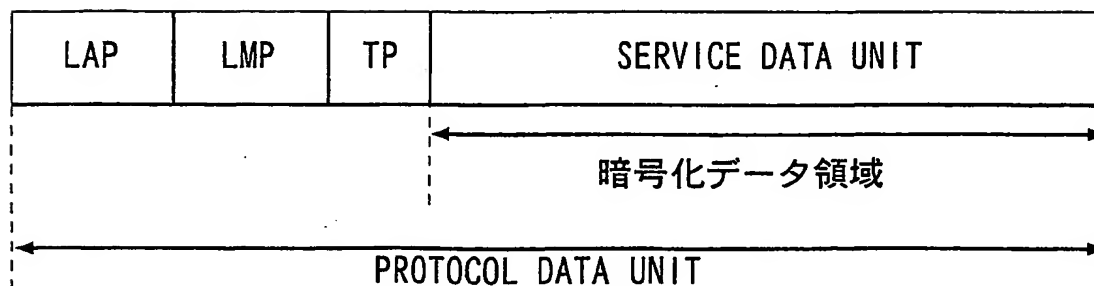 LAP LMP TP SERVICE DATA UNIT
暗号化データ領域
PROTOCOL DATA UNIT